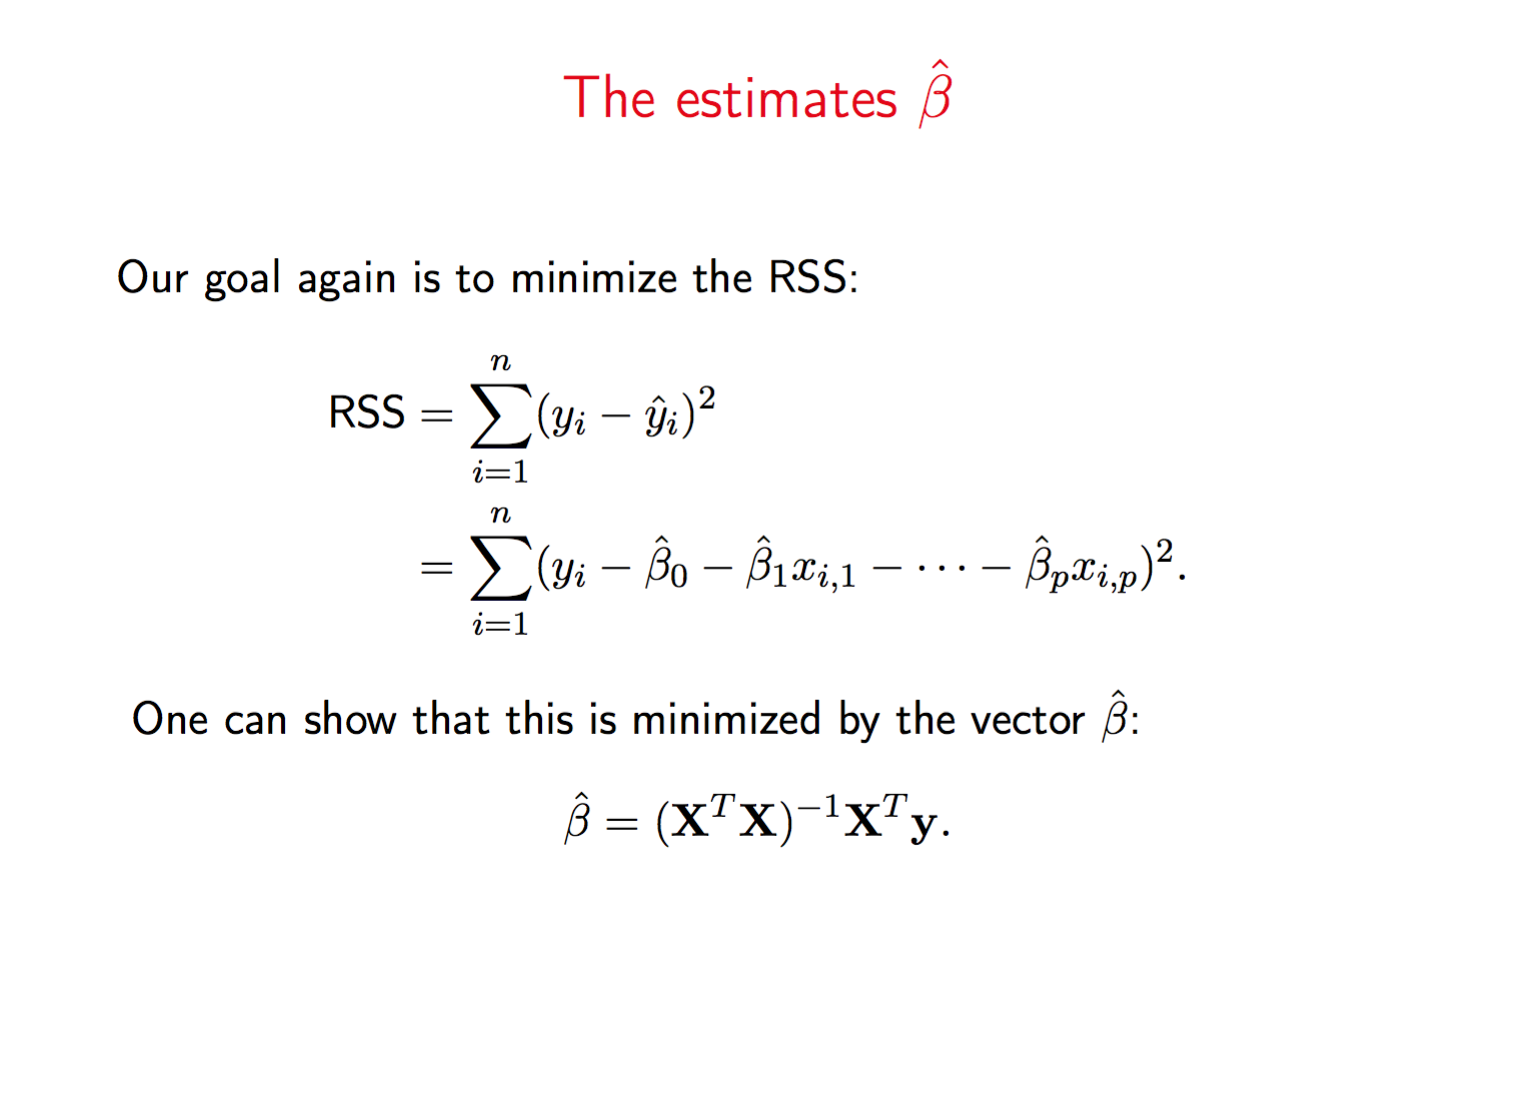 The estimates β̂
Our goal again is to minimize the RSS:
RSS = ∑_{i=1}^{n} (y_i − ŷ_i)^2
= ∑_{i=1}^{n} (y_i − β̂_0 − β̂_1 x_{i,1} − ⋯ − β̂_p x_{i,p})^2.
One can show that this is minimized by the vector β̂:
β̂ = (𝐗^T 𝐗)^{−1} 𝐗^T 𝐲.